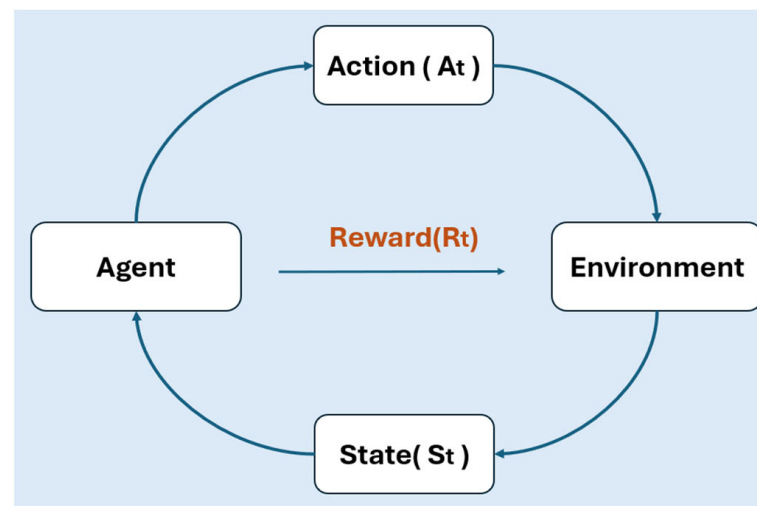 Action ( At )
Reward(Rt)
Agent
Environment
State( St )